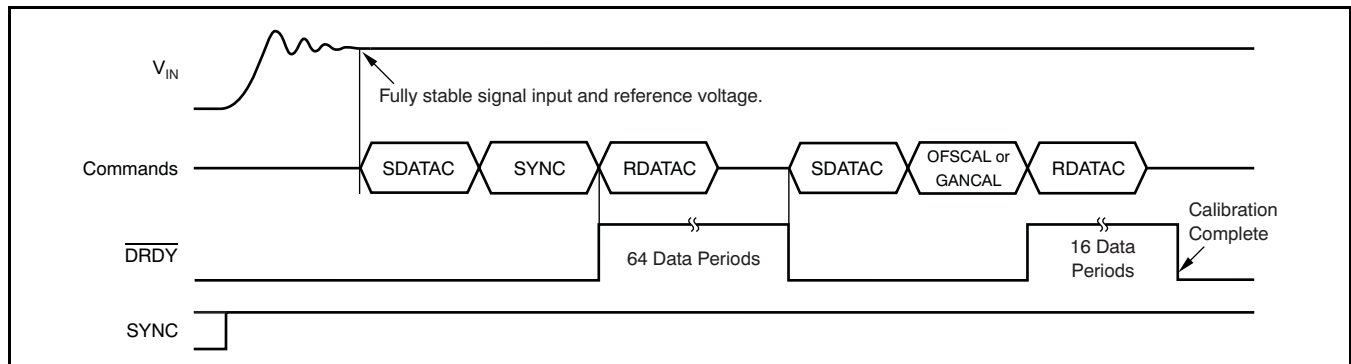 VIN
Fully stable signal input and reference voltage.
Commands
SDATAC
SYNC
RDATAC
SDATAC
OFSCAL or
GANCAL
RDATAC
Calibration
Complete
DRDY
64 Data Periods
16 Data
Periods
SYNC